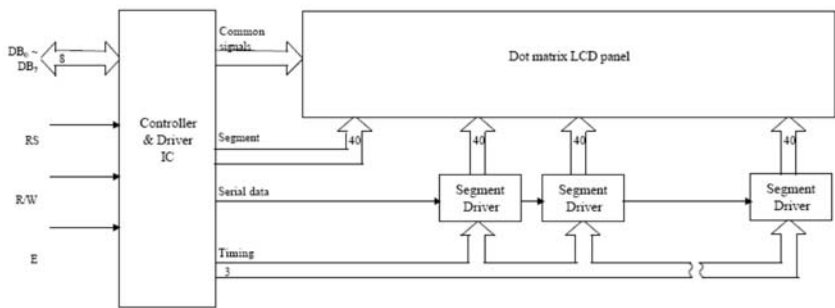 Common
signals
DB₀ ~
DB₇
8
Dot matrix LCD panel
Controller
& Driver
IC
RS
Segment
40
40
40
40
R/W
Serial data
Segment
Driver
Segment
Driver
Segment
Driver
E
Timing
3